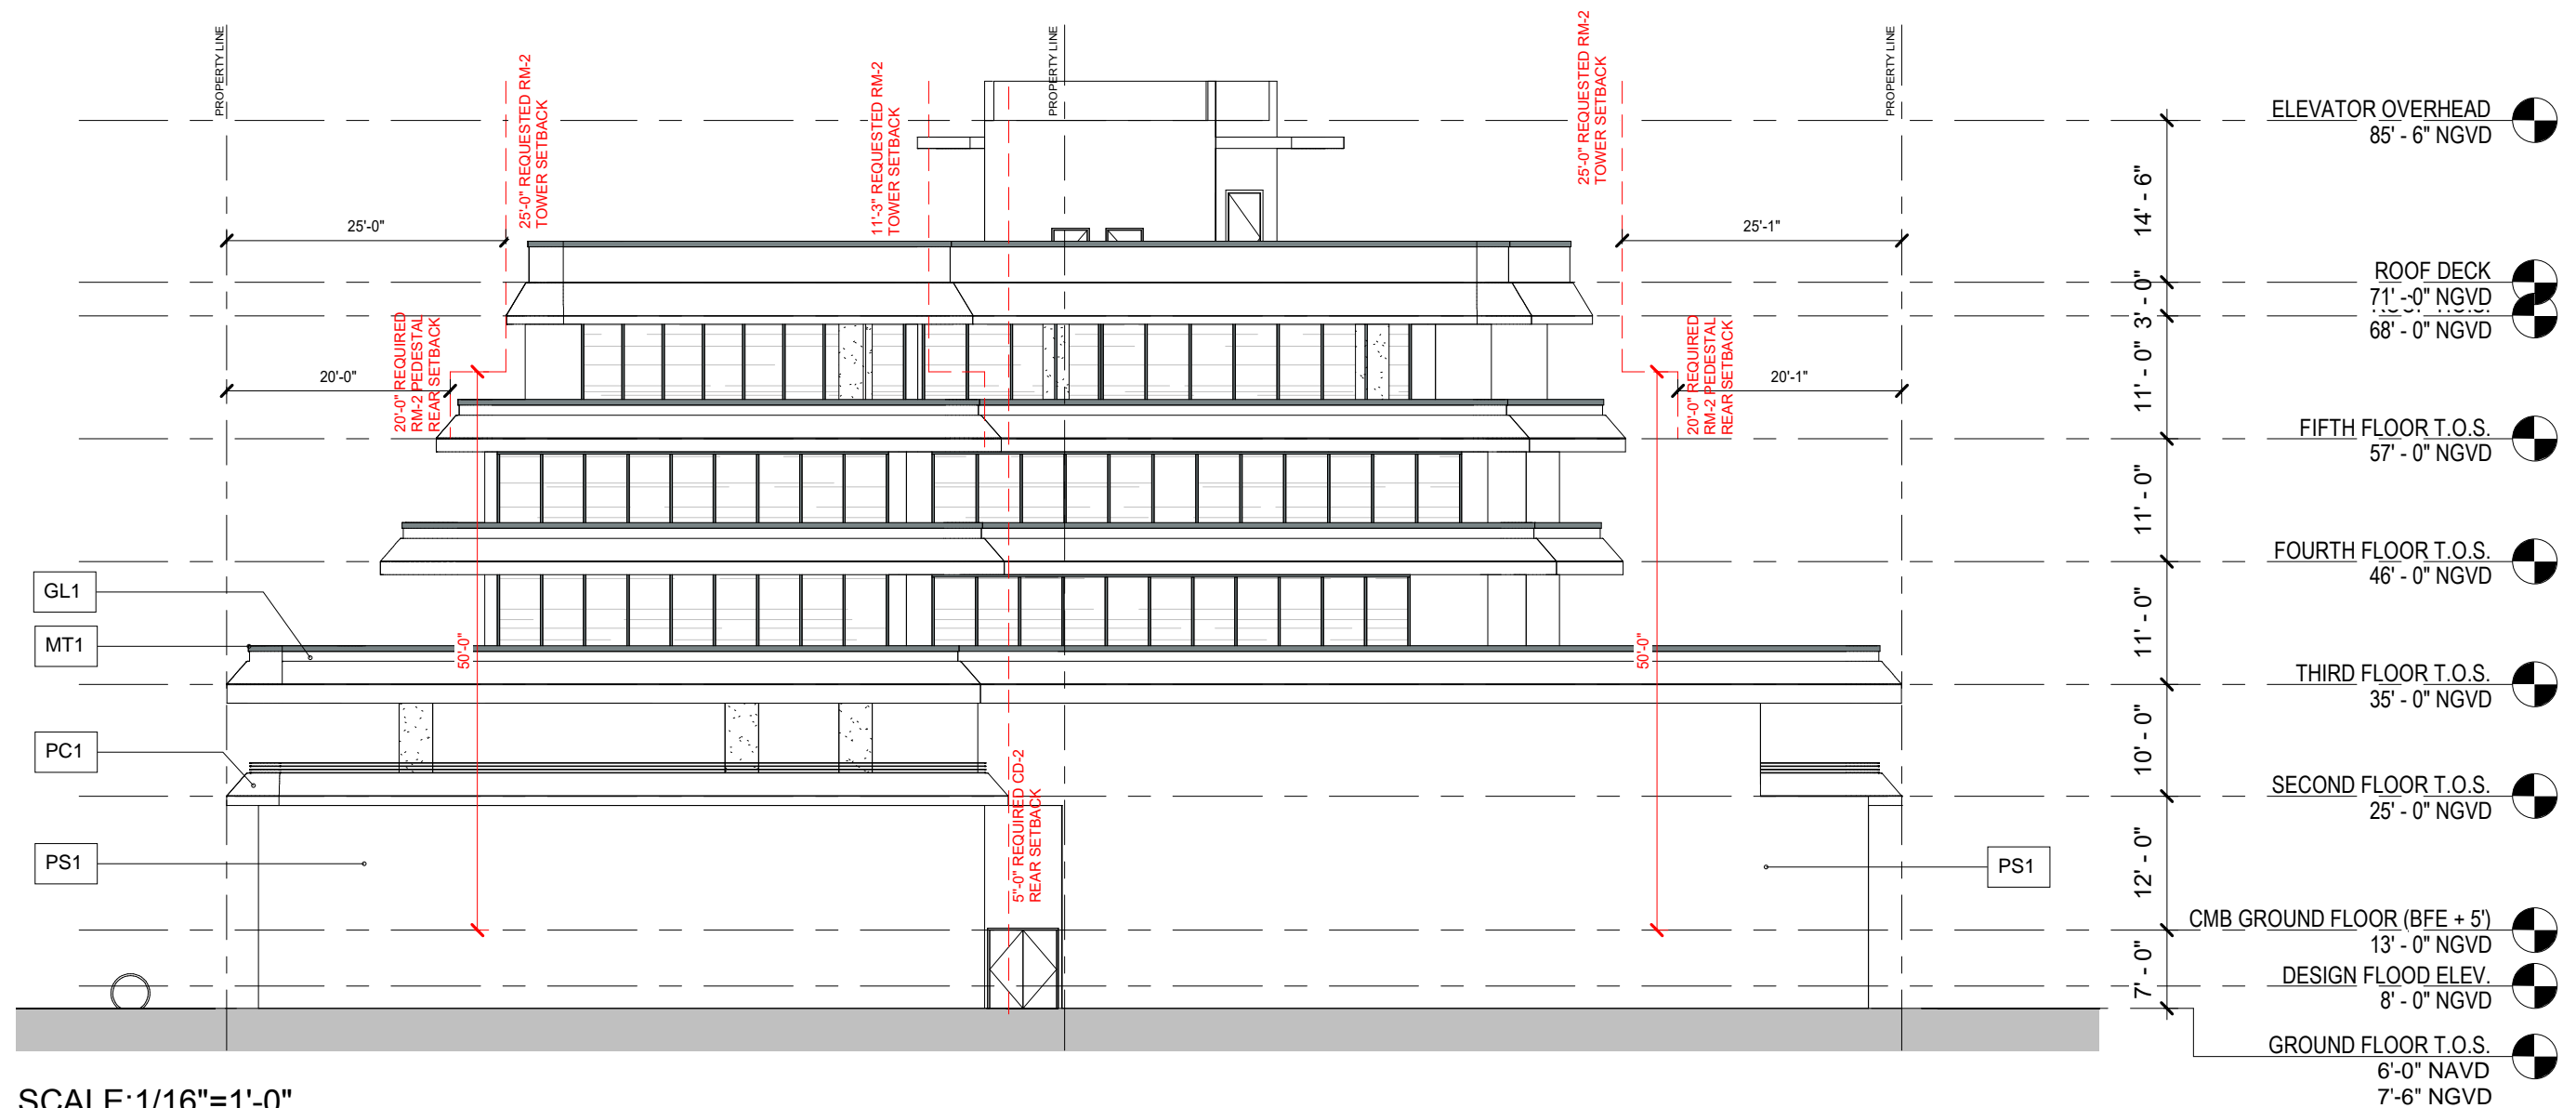 PROPERTY LINE
25'-0" REQUESTED RM-2
TOWER SETBACK
11'-3" REQUESTED RM-2
TOWER SETBACK
PROPERTY LINE
25'-0" REQUESTED RM-2
TOWER SETBACK
PROPERTY LINE
ELEVATOR OVERHEAD
85' - 6" NGVD
14' - 6"
25'-0"
25'-1"
ROOF DECK
71' - 0" NGVD
3' - 0"
68' - 0" NGVD
20'-0" REQUIRED
RM-2 PEDESTAL
REAR SETBACK
20'-0"
20'-0" REQUIRED
RM-2 PEDESTAL
REAR SETBACK
20'-1"
11' - 0"
FIFTH FLOOR T.O.S.
57' - 0" NGVD
11' - 0"
FOURTH FLOOR T.O.S.
46' - 0" NGVD
GL1
MT1
50'-0"
50'-0"
11' - 0"
THIRD FLOOR T.O.S.
35' - 0" NGVD
PC1
10' - 0"
SECOND FLOOR T.O.S.
25' - 0" NGVD
5"-0" REQUIRED CD-2
REAR SETBACK
PS1
PS1
12' - 0"
CMB GROUND FLOOR (BFE + 5')
13' - 0" NGVD
7' - 0"
DESIGN FLOOD ELEV.
8' - 0" NGVD
GROUND FLOOR T.O.S.
6'-0" NAVD
7'-6" NGVD
SCALE:1/16"=1'-0"